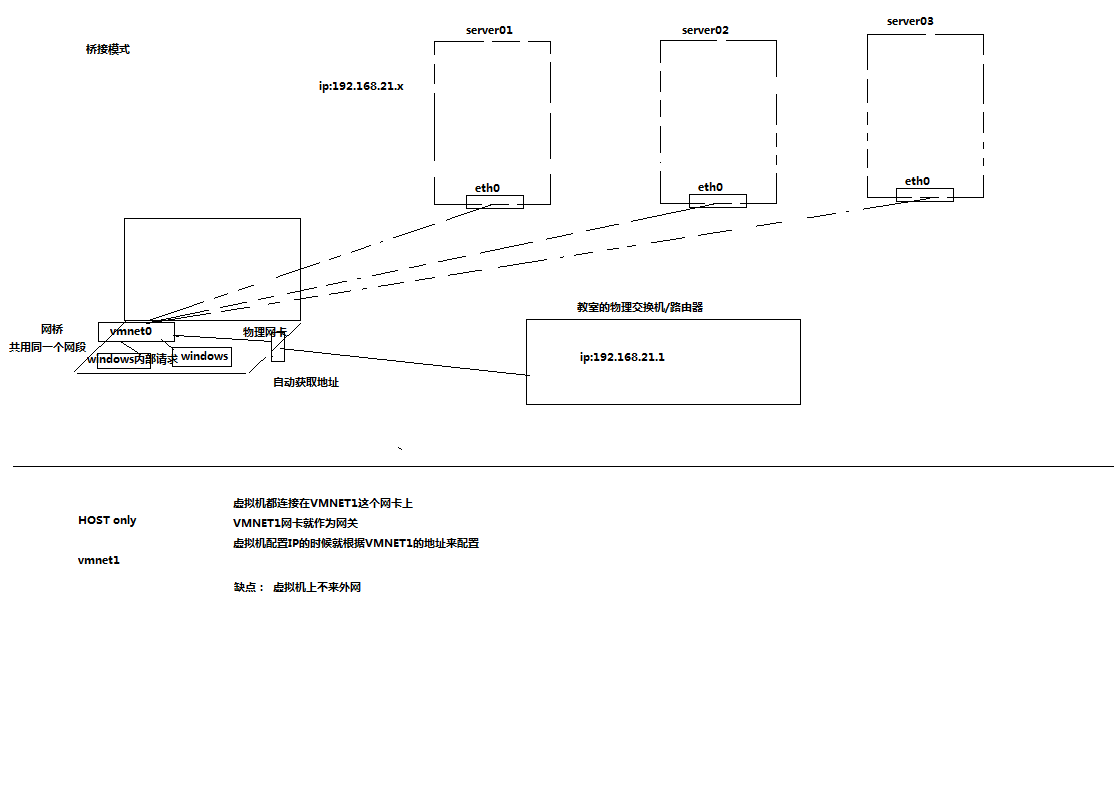 桥接模式
server01
server02
server03
ip:192.168.21.x
eth0
eth0
eth0
教室的物理交换机/路由器
网桥
vmnet0
物理网卡
共用同一个网段
windows内部请求
windows
ip:192.168.21.1
自动获取地址
虚拟机都连接在VMNET1这个网卡上
HOST only
VMNET1网卡就作为网关
虚拟机配置IP的时候就根据VMNET1的地址来配置
vmnet1
缺点： 虚拟机上不来外网